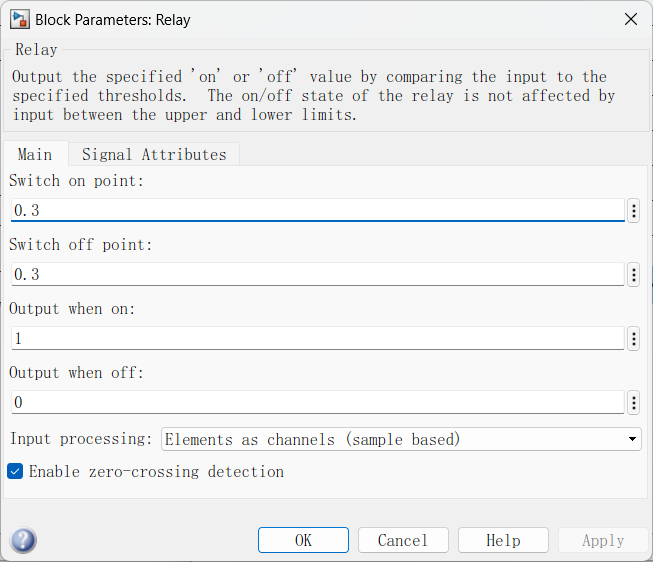 Block Parameters: Relay
Relay
Output the specified 'on' or 'off' value by comparing the input to the
specified thresholds.  The on/off state of the relay is not affected by
input between the upper and lower limits.
Main Signal Attributes
Switch on point:
0.3
Switch off point:
0.3
Output when on:
1
Output when off:
0
Input processing: Elements as channels (sample based)
Enable zero-crossing detection
? OK Cancel Help Apply